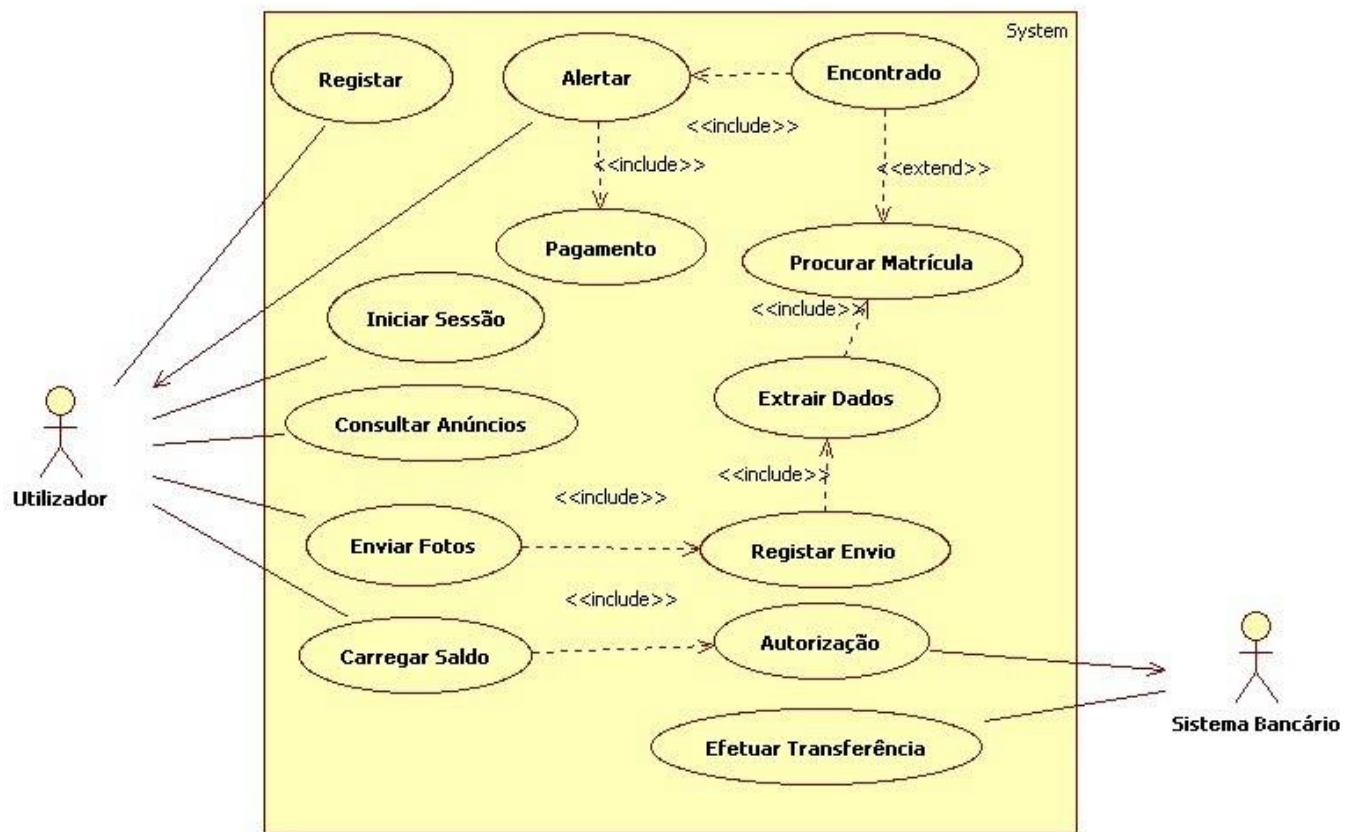 System
Registar
Alertar
Encontrado
<<include>>
<<include>>
<<extend>>
Pagamento
Procurar Matrícula
<<include>>
Iniciar Sessão
Extrair Dados
Consultar Anúncios
<<include>>
Utilizador
<<include>>
Enviar Fotos
Registar Envio
<<include>>
Autorização
Carregar Saldo
Sistema Bancário
Efetuar Transferência